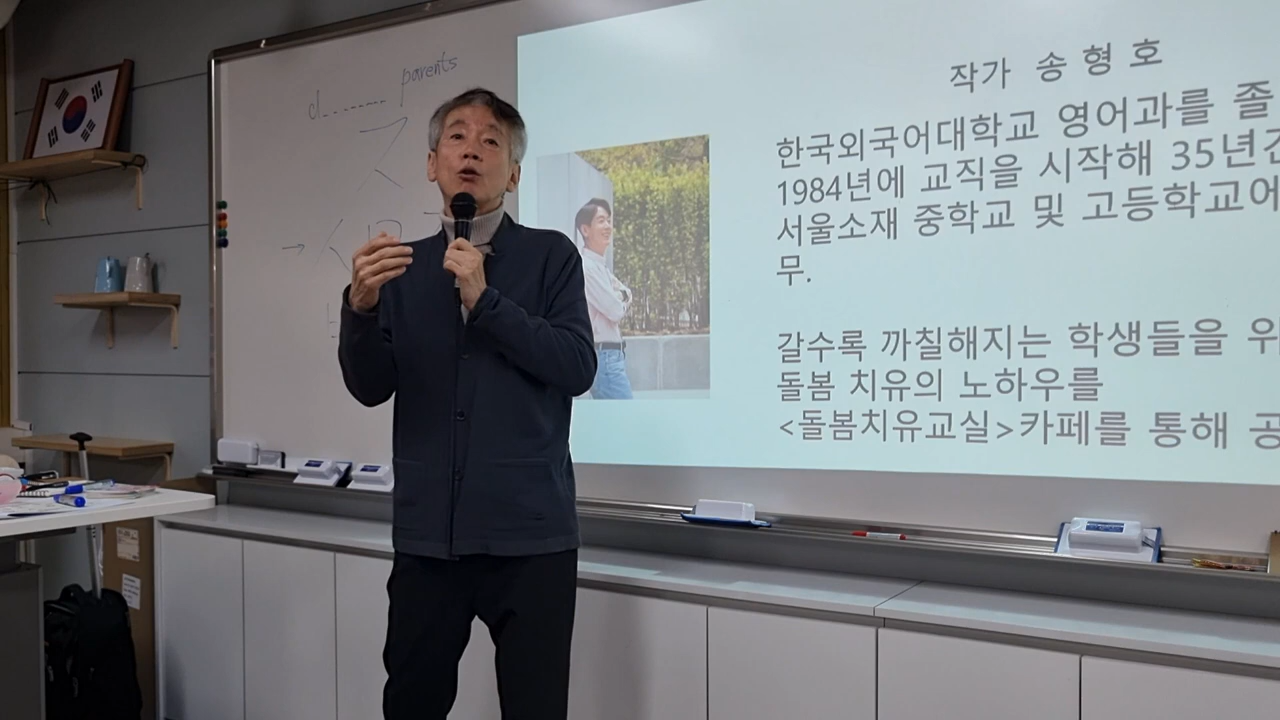 parents
작가 송형호
한국외국어대학교 영어과를 졸
1984년에 교직을 시작해 35년간
서울소재 중학교 및 고등학교에
무.
갈수록 까칠해지는 학생들을 위
돌봄 치유의 노하우를
<돌봄치유교실>카페를 통해 공